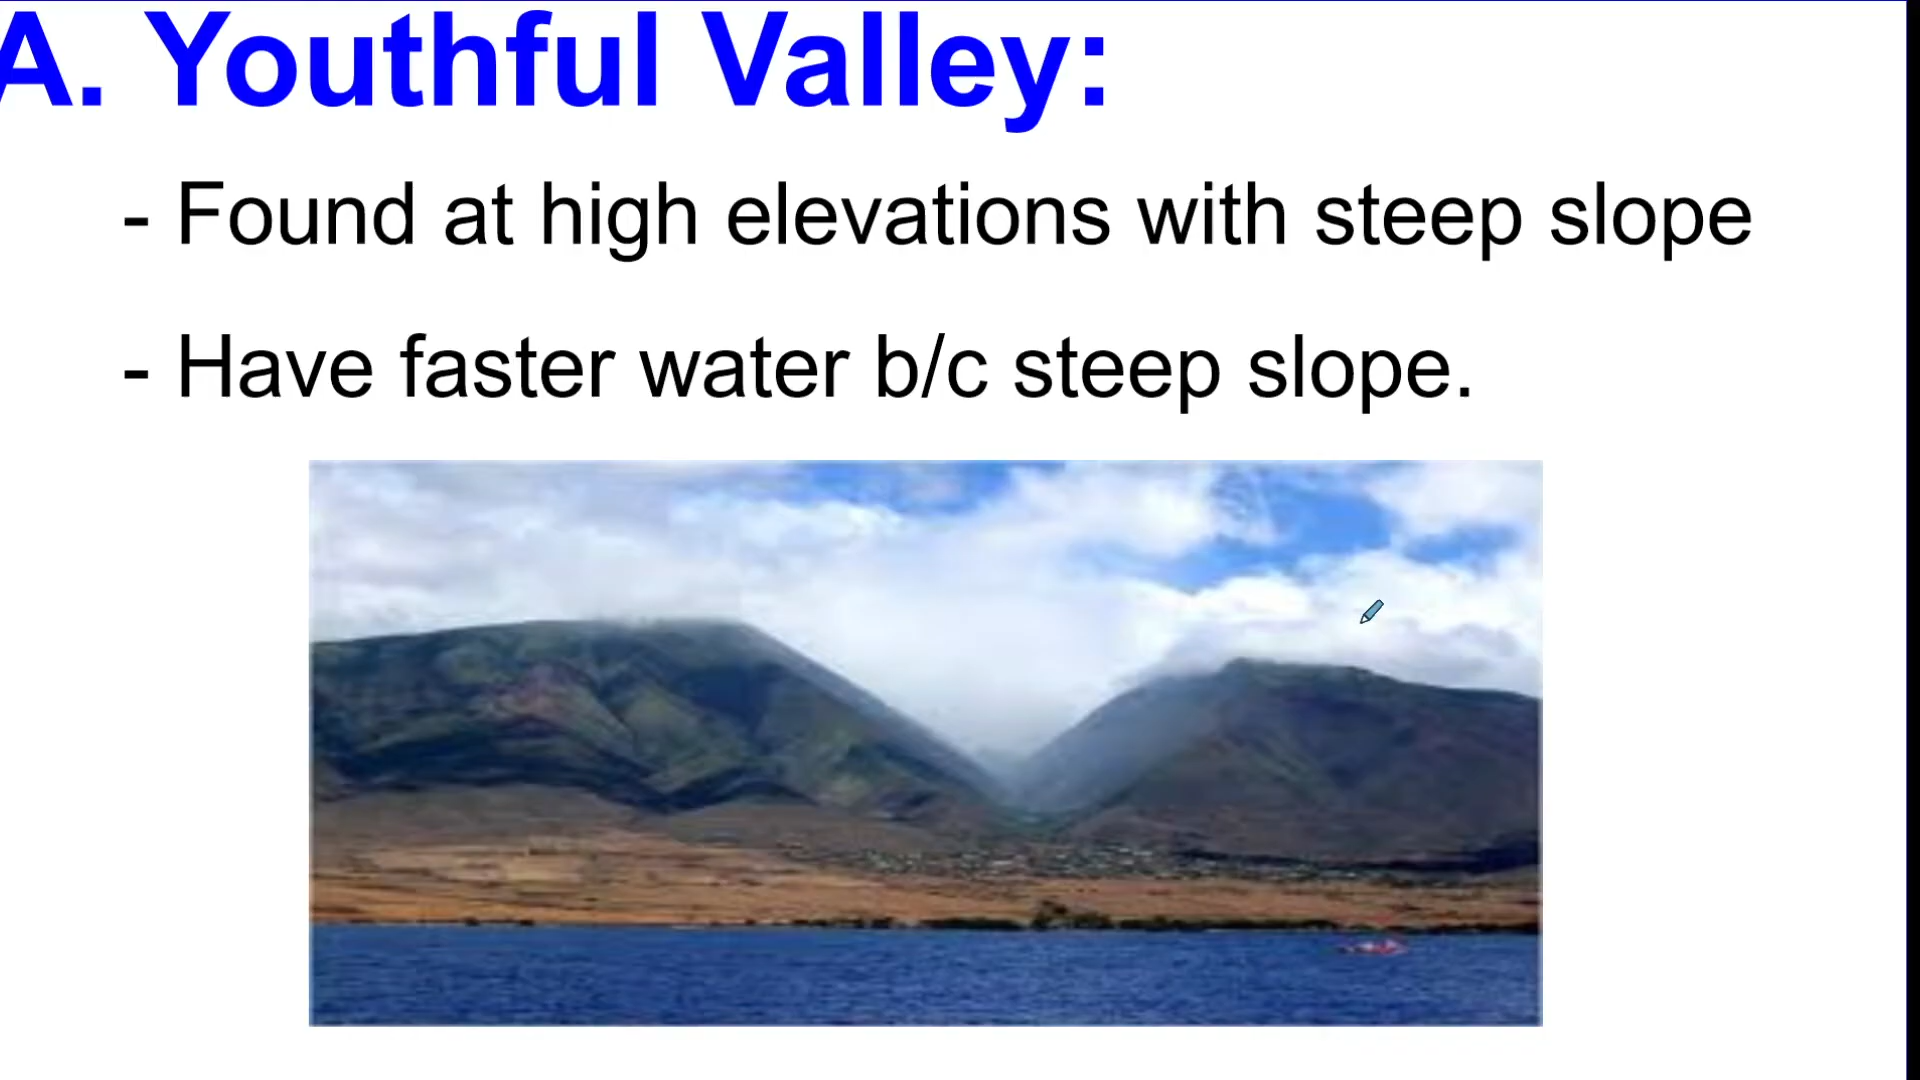 A. Youthful Valley:
- Found at high elevations with steep slope
- Have faster water b/c steep slope.